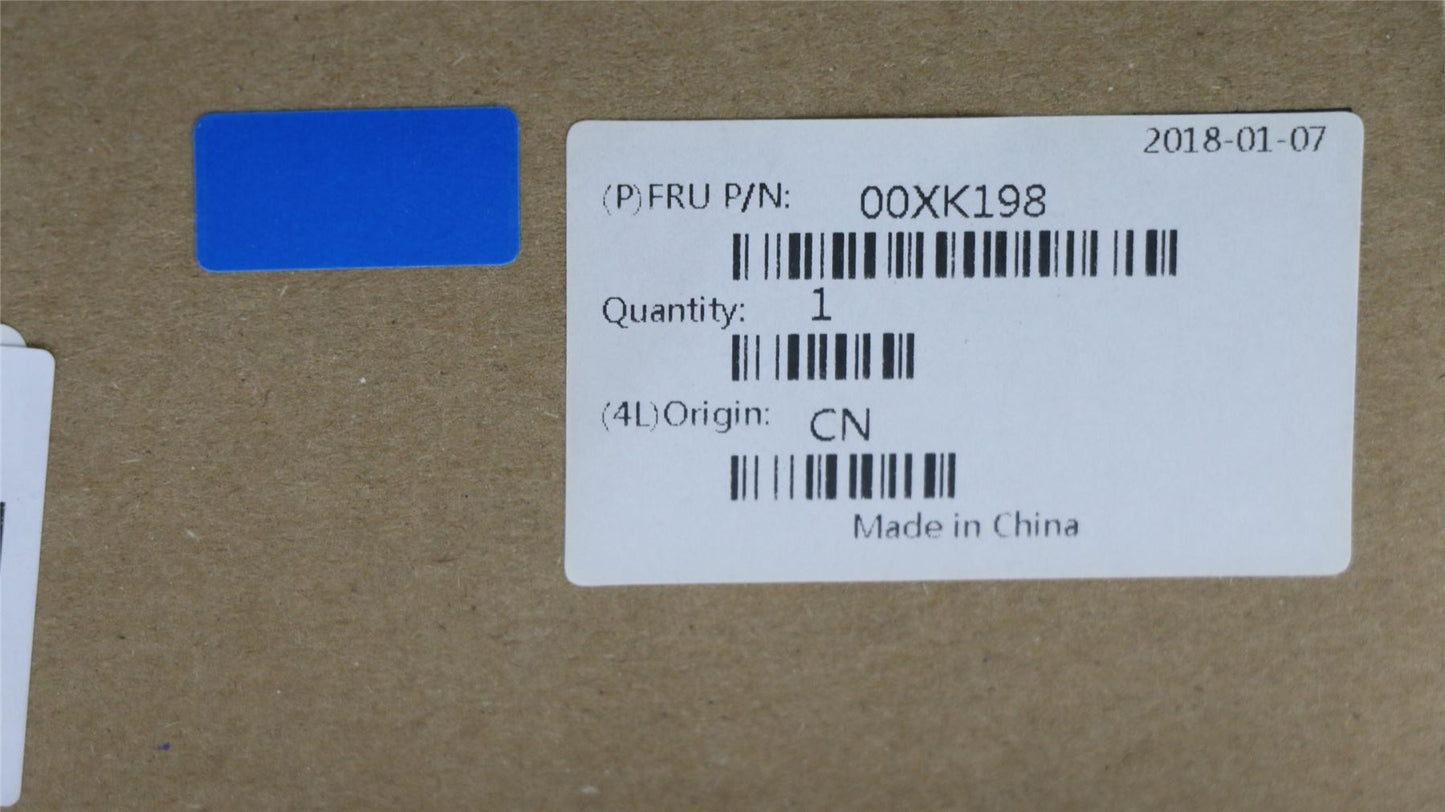 2018-01-07
(P)FRU P/N: 00XK198
Quantity: 1
(4L)Origin: CN
Made in China